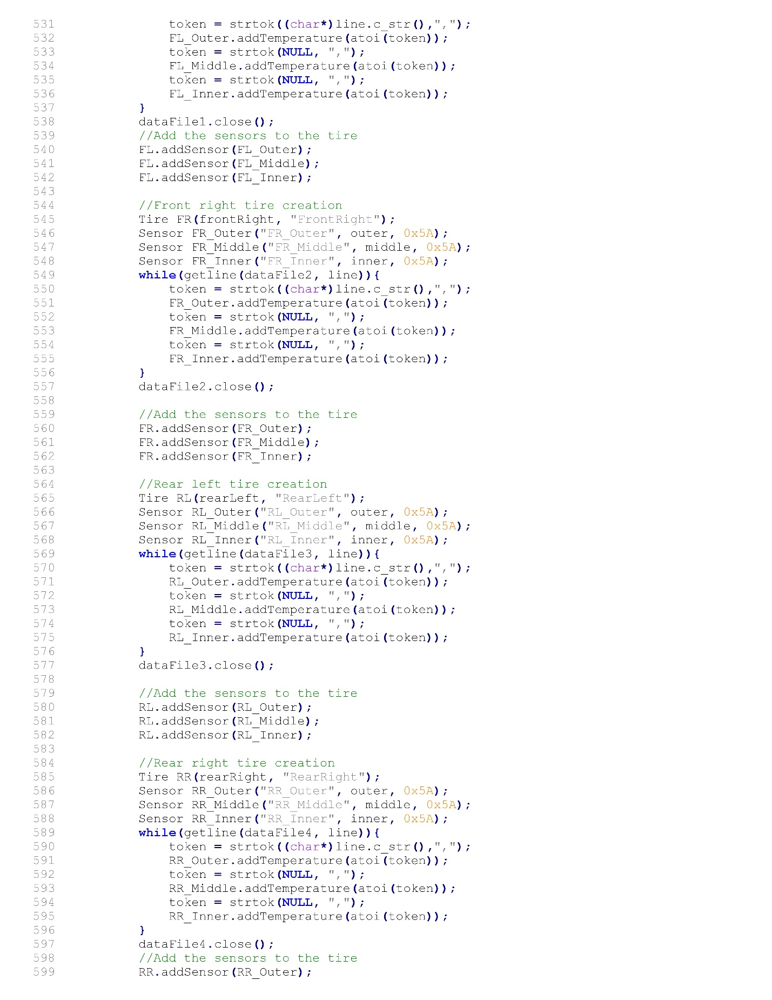 531 token = strtok((char*)line.c_str(),",");
532 FL_Outer.addTemperature(atoi(token));
533 token = strtok(NULL, ",");
534 FL_Middle.addTemperature(atoi(token));
535 token = strtok(NULL, ",");
536 FL_Inner.addTemperature(atoi(token));
537 }
538 dataFile1.close();
539 //Add the sensors to the tire
540 FL.addSensor(FL_Outer);
541 FL.addSensor(FL_Middle);
542 FL.addSensor(FL_Inner);
543
544 //Front right tire creation
545 Tire FR(frontRight, "FrontRight");
546 Sensor FR_Outer("FR_Outer", outer, 0x5A);
547 Sensor FR_Middle("FR_Middle", middle, 0x5A);
548 Sensor FR_Inner("FR_Inner", inner, 0x5A);
549 while(getline(dataFile2, line)){
550 token = strtok((char*)line.c_str(),",");
551 FR_Outer.addTemperature(atoi(token));
552 token = strtok(NULL, ",");
553 FR_Middle.addTemperature(atoi(token));
554 token = strtok(NULL, ",");
555 FR_Inner.addTemperature(atoi(token));
556 }
557 dataFile2.close();
558
559 //Add the sensors to the tire
560 FR.addSensor(FR_Outer);
561 FR.addSensor(FR_Middle);
562 FR.addSensor(FR_Inner);
563
564 //Rear left tire creation
565 Tire RL(rearLeft, "RearLeft");
566 Sensor RL_Outer("RL_Outer", outer, 0x5A);
567 Sensor RL_Middle("RL_Middle", middle, 0x5A);
568 Sensor RL_Inner("RL_Inner", inner, 0x5A);
569 while(getline(dataFile3, line)){
570 token = strtok((char*)line.c_str(),",");
571 RL_Outer.addTemperature(atoi(token));
572 token = strtok(NULL, ",");
573 RL_Middle.addTemperature(atoi(token));
574 token = strtok(NULL, ",");
575 RL_Inner.addTemperature(atoi(token));
576 }
577 dataFile3.close();
578
579 //Add the sensors to the tire
580 RL.addSensor(RL_Outer);
581 RL.addSensor(RL_Middle);
582 RL.addSensor(RL_Inner);
583
584 //Rear right tire creation
585 Tire RR(rearRight, "RearRight");
586 Sensor RR_Outer("RR_Outer", outer, 0x5A);
587 Sensor RR_Middle("RR_Middle", middle, 0x5A);
588 Sensor RR_Inner("RR_Inner", inner, 0x5A);
589 while(getline(dataFile4, line)){
590 token = strtok((char*)line.c_str(),",");
591 RR_Outer.addTemperature(atoi(token));
592 token = strtok(NULL, ",");
593 RR_Middle.addTemperature(atoi(token));
594 token = strtok(NULL, ",");
595 RR_Inner.addTemperature(atoi(token));
596 }
597 dataFile4.close();
598 //Add the sensors to the tire
599 RR.addSensor(RR_Outer);